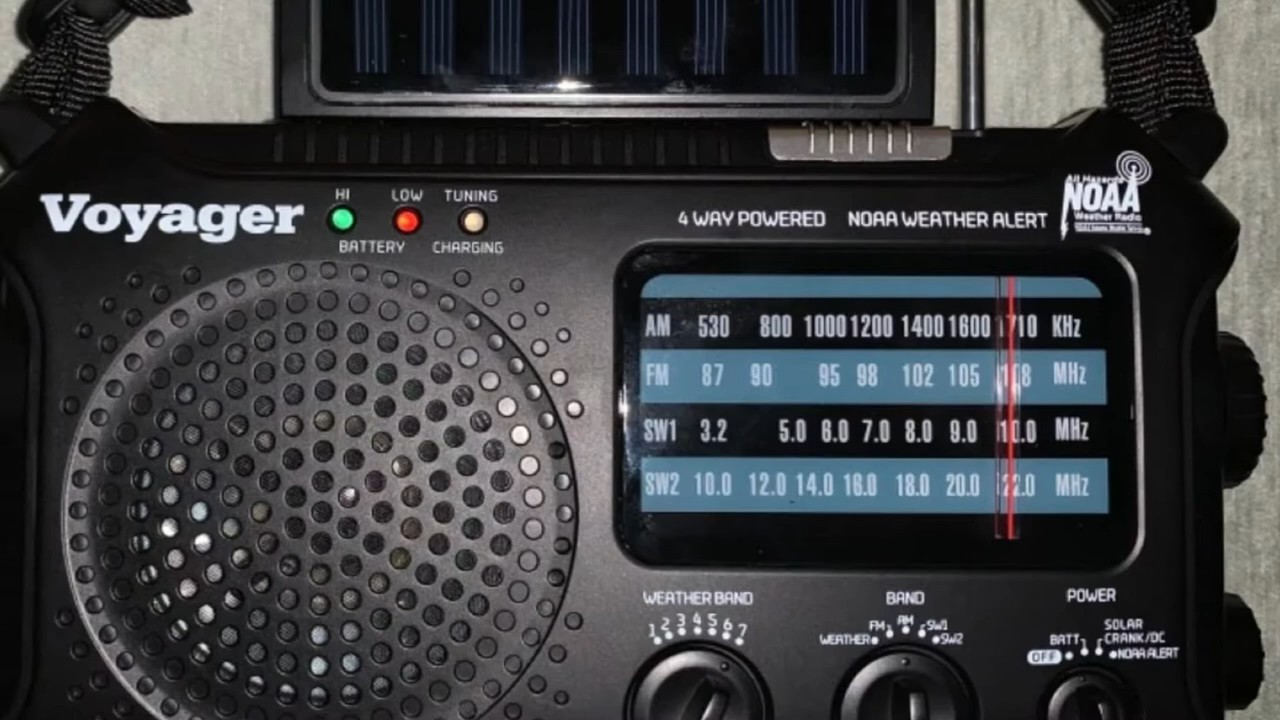 Voyager
HI LOW TUNING
BATTERY CHARGING
4 WAY POWERED NOAA WEATHER ALERT
All Hazards
NOAA
Weather Radio
AM 530 800 1000 1200 1400 1600 1710 KHz
FM 87 90 95 98 102 105 108 MHz
SW1 3.2 5.0 6.0 7.0 8.0 9.0 10.0 MHz
SW2 10.0 12.0 14.0 16.0 18.0 20.0 22.0 MHz
WEATHER BAND
1 2 3 4 5 6 7
BAND
WEATHER FM AM SW1 SW2
POWER
OFF BATT SOLAR
CRANK/DC
NOAA ALERT